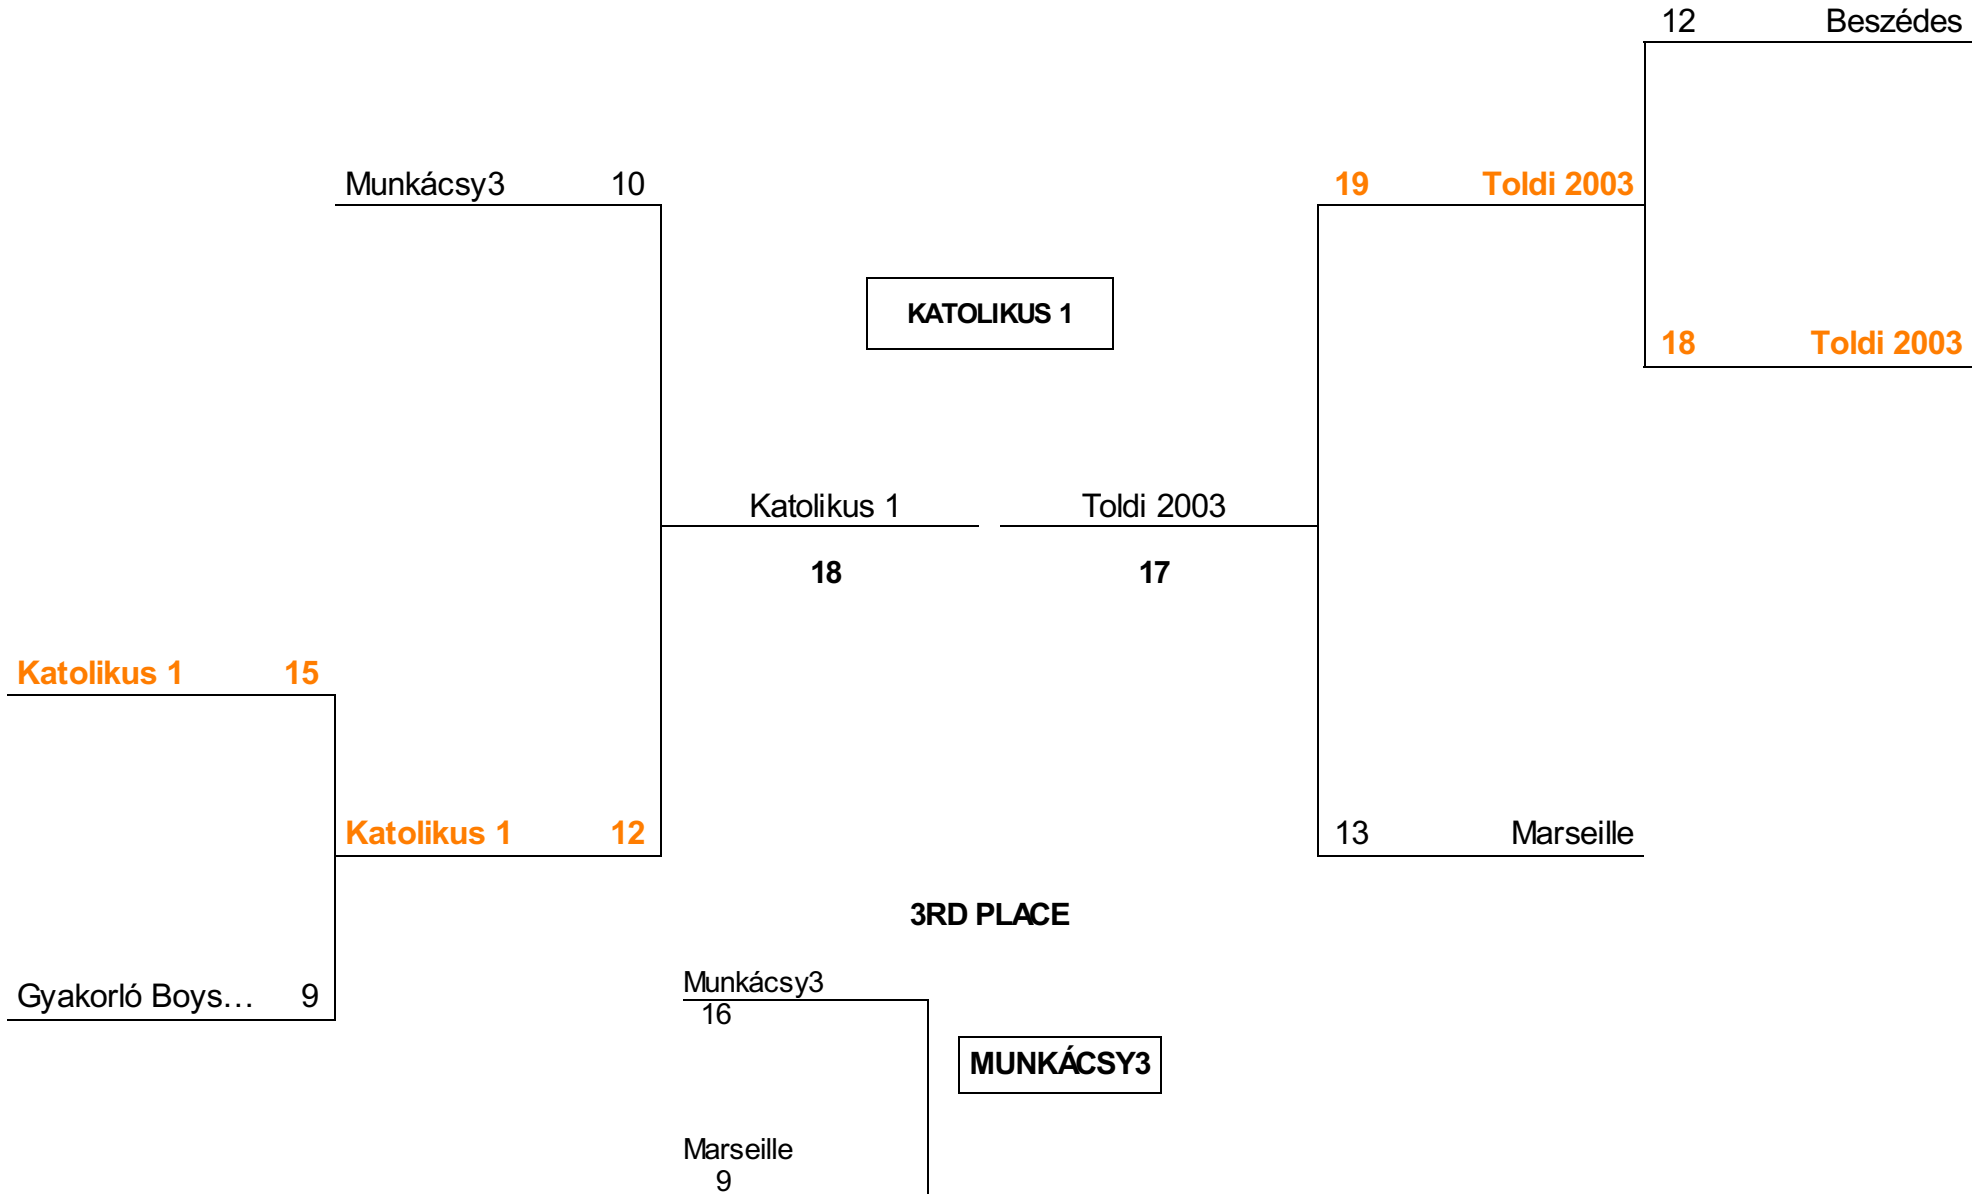 12 Beszédes
Munkácsy3 10
19 Toldi 2003
KATOLIKUS 1
18 Toldi 2003
Katolikus 1
Toldi 2003
18
17
Katolikus 1 15
Katolikus 1 12
13 Marseille
3RD PLACE
Gyakorló Boys… 9
Munkácsy3
16
MUNKÁCSY3
Marseille
9